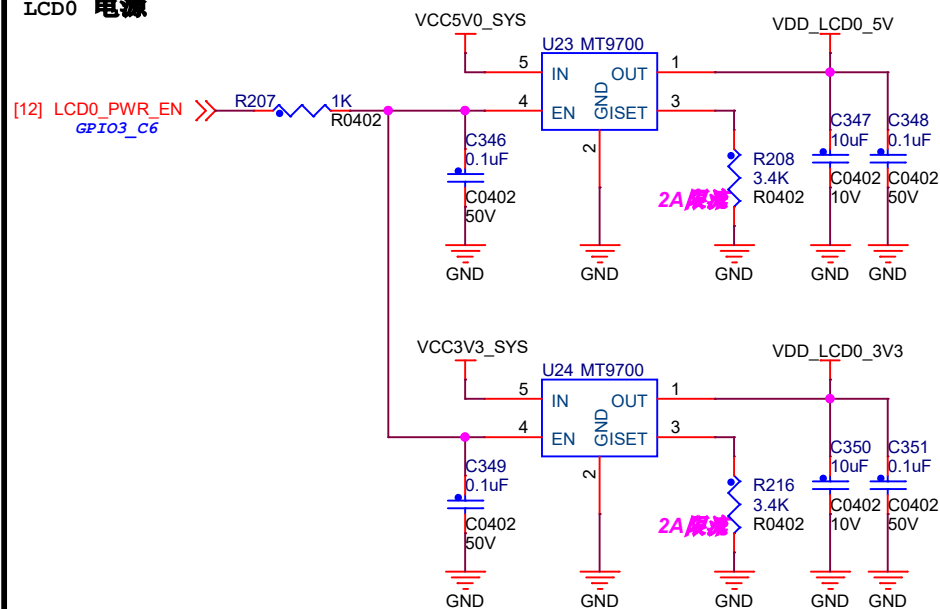 LCD0 电源
VCC5V0_SYS
VDD_LCD0_5V
U23 MT9700
5
IN
OUT
1
[12] LCD0_PWR_EN
GPIO3_C6
R207
1K
R0402
4
EN
GND
ISET
3
2
C346
0.1uF
C0402
50V
R208
3.4K
R0402
2A限流
C347
10uF
C0402
10V
C348
0.1uF
C0402
50V
GND
GND
GND
GND
GND
VCC3V3_SYS
VDD_LCD0_3V3
U24 MT9700
5
IN
OUT
1
4
EN
GND
ISET
3
2
C349
0.1uF
C0402
50V
R216
3.4K
R0402
2A限流
C350
10uF
C0402
10V
C351
0.1uF
C0402
50V
GND
GND
GND
GND
GND